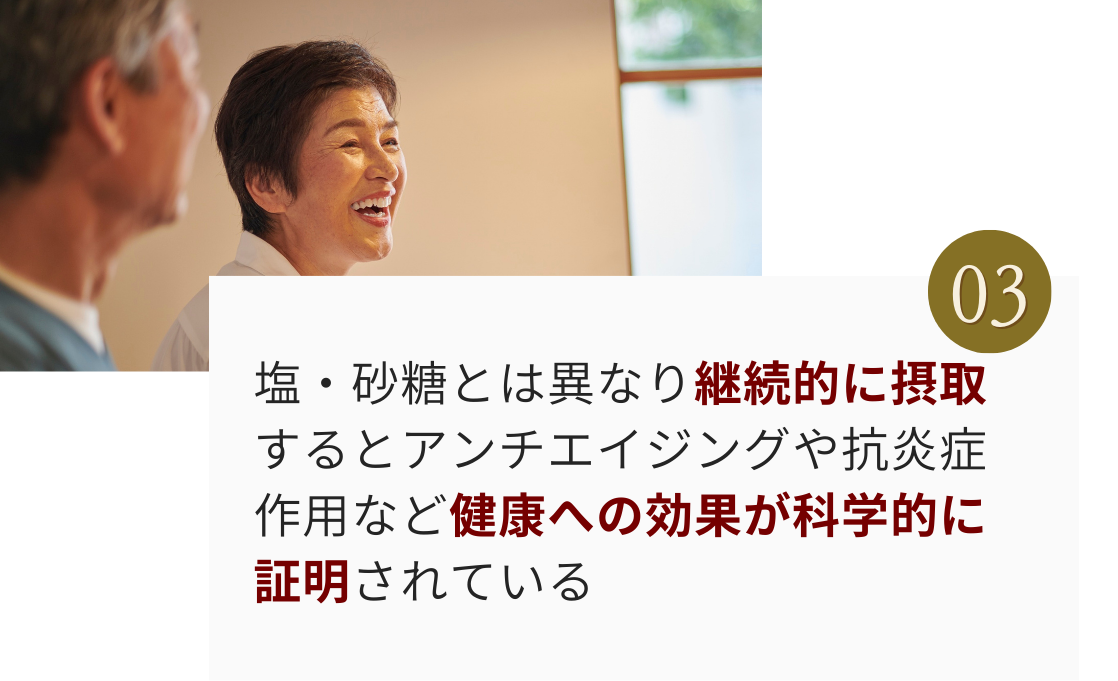 03
塩・砂糖とは異なり継続的に摂取
するとアンチエイジングや抗炎症
作用など健康への効果が科学的に
証明されている